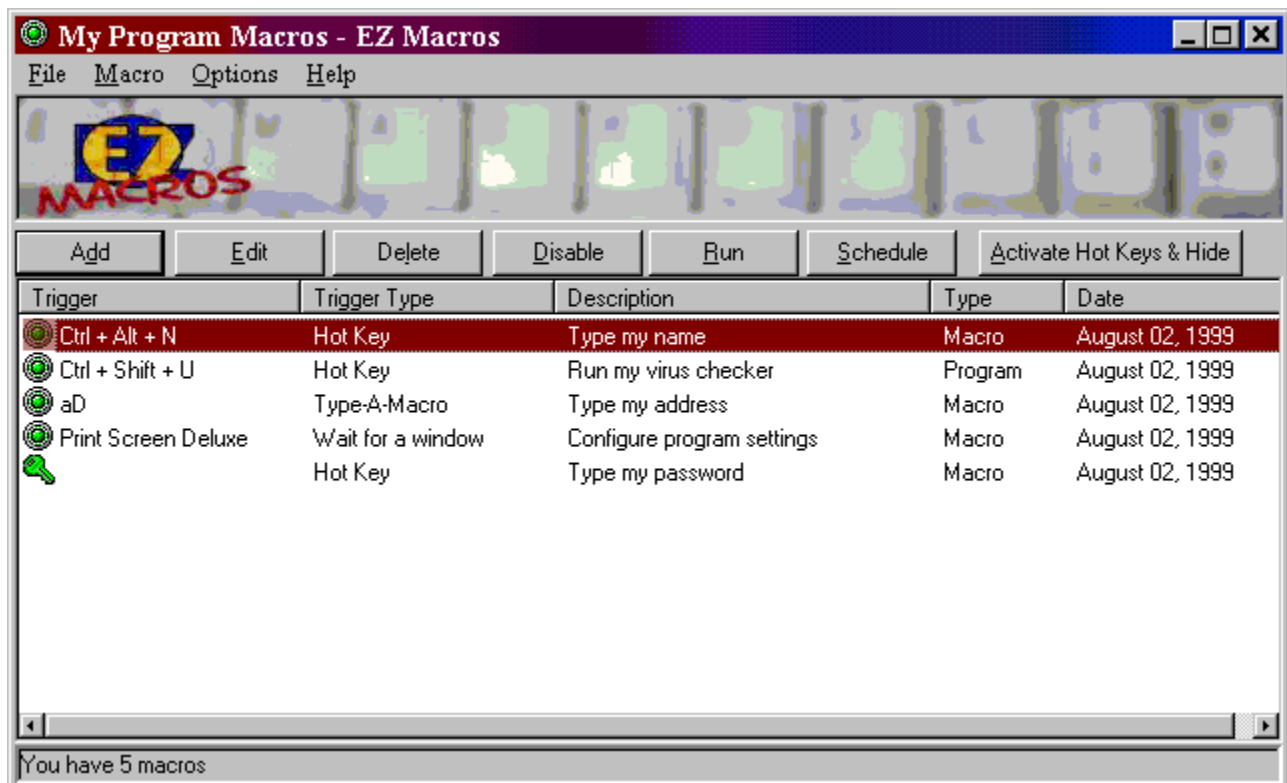 My Program Macros - EZ Macros
File Macro Options Help
EZ
MACROS
Add Edit Delete Disable Run Schedule Activate Hot Keys & Hide
Trigger Trigger Type Description Type Date
Ctrl + Alt + N Hot Key Type my name Macro August 02, 1999
Ctrl + Shift + U Hot Key Run my virus checker Program August 02, 1999
aD Type-A-Macro Type my address Macro August 02, 1999
Print Screen Deluxe Wait for a window Configure program settings Macro August 02, 1999
Hot Key Type my password Macro August 02, 1999
You have 5 macros